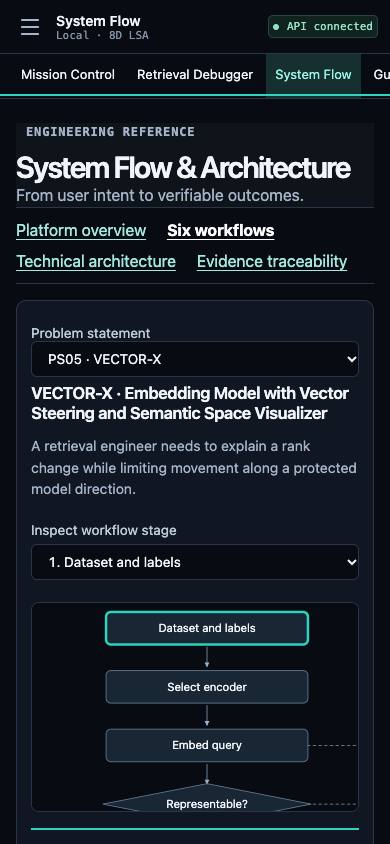 System Flow
Local · 8D LSA
API connected
Mission Control
Retrieval Debugger
System Flow
Gu
ENGINEERING REFERENCE
System Flow & Architecture
From user intent to verifiable outcomes.
Platform overview
Six workflows
Technical architecture
Evidence traceability
Problem statement
PS05 · VECTOR-X
VECTOR-X · Embedding Model with Vector
Steering and Semantic Space Visualizer
A retrieval engineer needs to explain a rank
change while limiting movement along a protected
model direction.
Inspect workflow stage
1. Dataset and labels
Dataset and labels
Select encoder
Embed query
Representable?